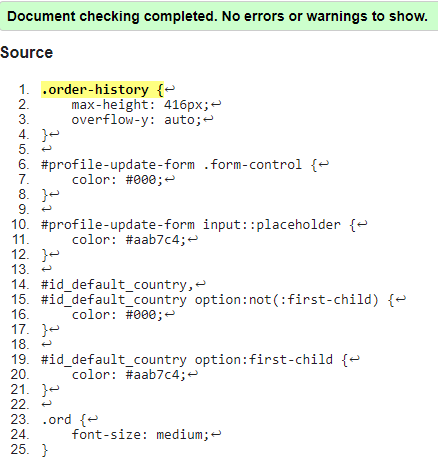 Document checking completed. No errors or warnings to show.
Source
1. .order-history {↩
2.     max-height: 416px;↩
3.     overflow-y: auto;↩
4. }↩
5. ↩
6. #profile-update-form .form-control {↩
7.     color: #000;↩
8. }↩
9. ↩
10. #profile-update-form input::placeholder {↩
11.     color: #aab7c4;↩
12. }↩
13. ↩
14. #id_default_country,↩
15. #id_default_country option:not(:first-child) {↩
16.     color: #000;↩
17. }↩
18. ↩
19. #id_default_country option:first-child {↩
20.     color: #aab7c4;↩
21. }↩
22. ↩
23. .ord {↩
24.     font-size: medium;↩
25. }